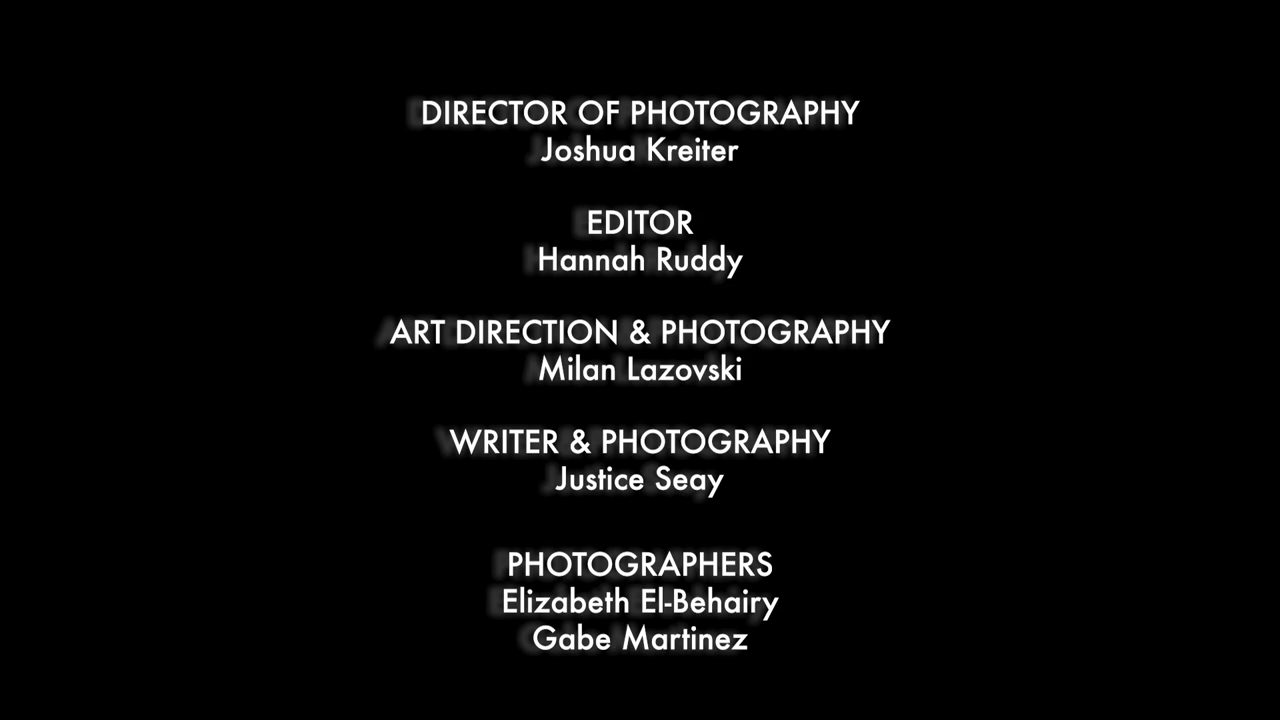 DIRECTOR OF PHOTOGRAPHY
Joshua Kreiter
EDITOR
Hannah Ruddy
ART DIRECTION & PHOTOGRAPHY
Milan Lazovski
WRITER & PHOTOGRAPHY
Justice Seay
PHOTOGRAPHERS
Elizabeth El-Behairy
Gabe Martinez